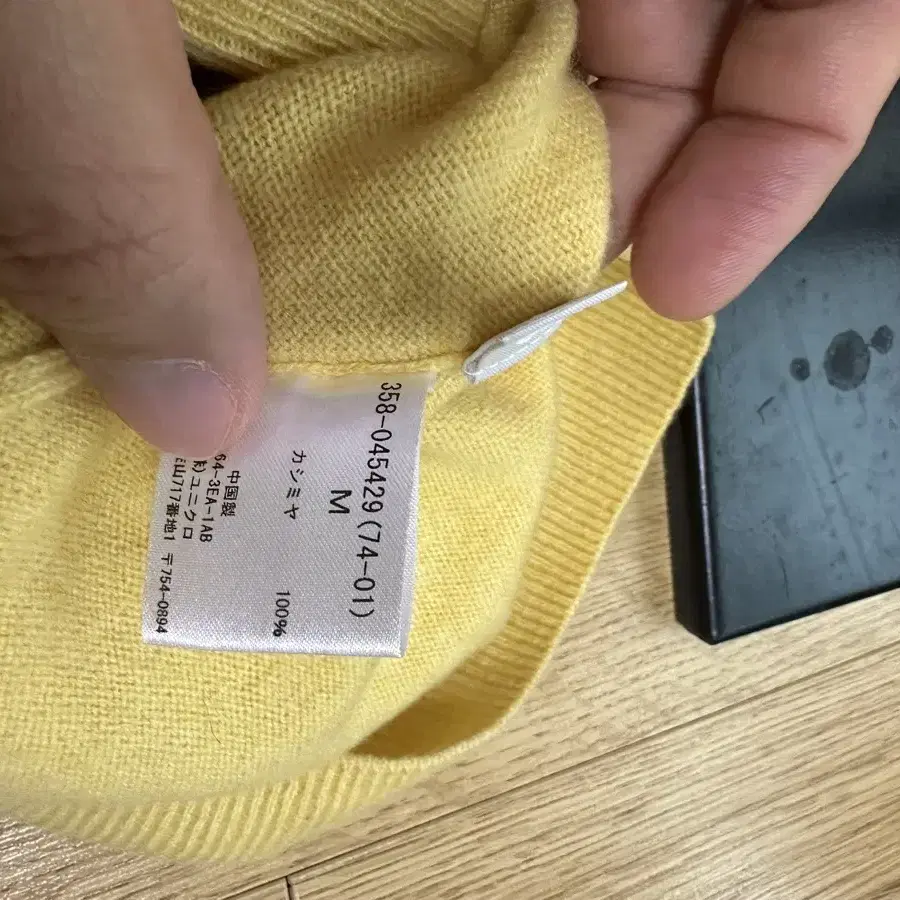 358-045429(74-01)
M
カシミヤ 100%
中国製
64-3EA-1AB
㈱)ユニクロ
山717番地1 〒754-0894